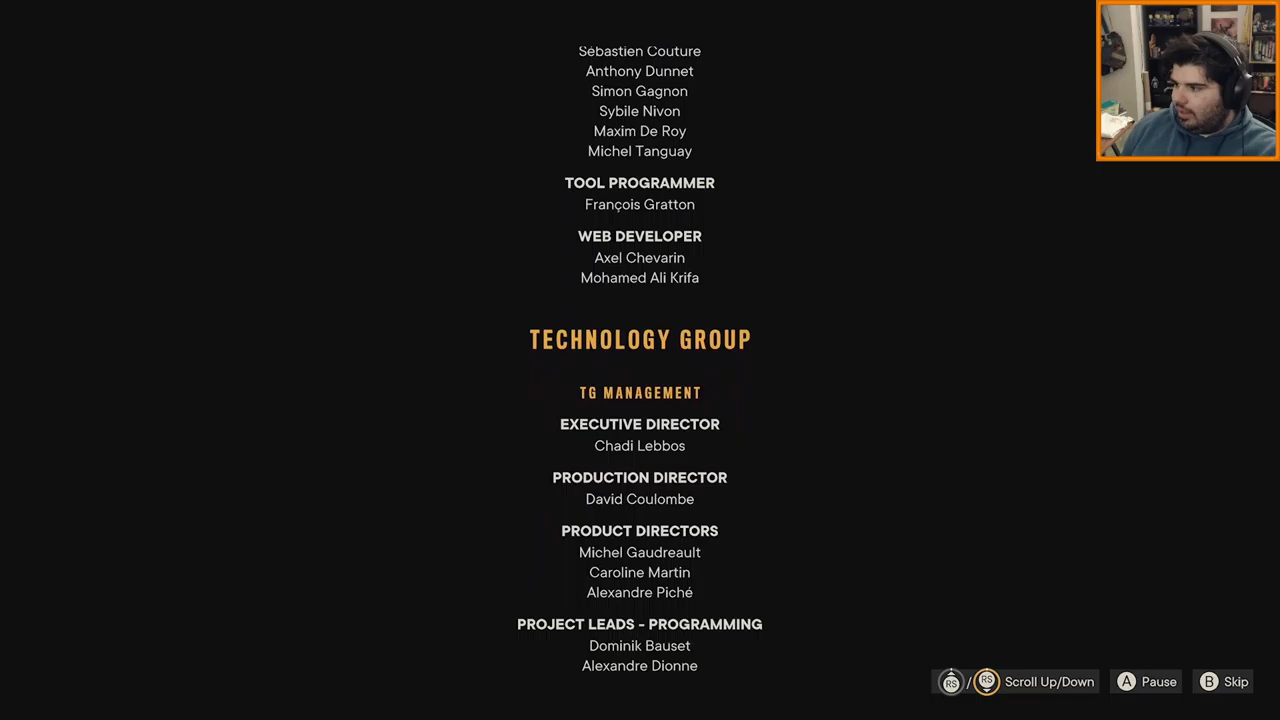 Sébastien Couture
Anthony Dunnet
Simon Gagnon
Sybile Nivon
Maxim De Roy
Michel Tanguay
TOOL PROGRAMMER
François Gratton
WEB DEVELOPER
Axel Chevarin
Mohamed Ali Krifa
TECHNOLOGY GROUP
TG MANAGEMENT
EXECUTIVE DIRECTOR
Chadi Lebbos
PRODUCTION DIRECTOR
David Coulombe
PRODUCT DIRECTORS
Michel Gaudreault
Caroline Martin
Alexandre Piché
PROJECT LEADS - PROGRAMMING
Dominik Bauset
Alexandre Dionne
RS / RS Scroll Up/Down A Pause B Skip